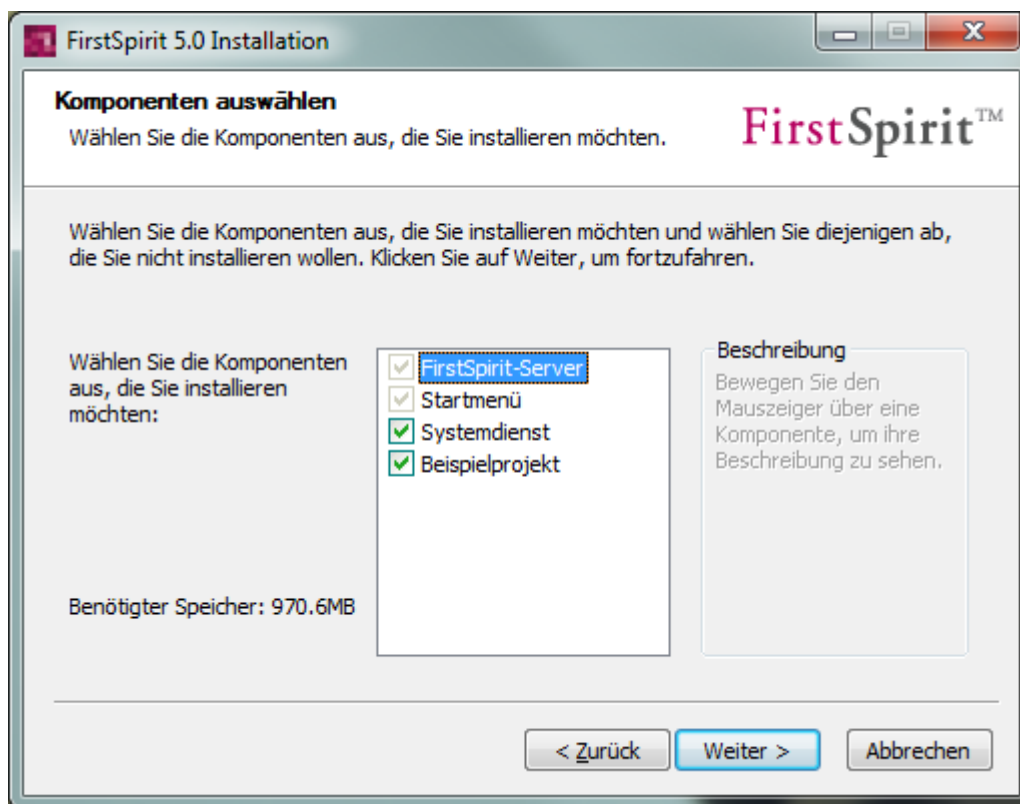 FirstSpirit 5.0 Installation
Komponenten auswählen
Wählen Sie die Komponenten aus, die Sie installieren möchten.
FirstSpirit™
Wählen Sie die Komponenten aus, die Sie installieren möchten und wählen Sie diejenigen ab,
die Sie nicht installieren wollen. Klicken Sie auf Weiter, um fortzufahren.
Wählen Sie die Komponenten
aus, die Sie installieren
möchten:
FirstSpirit-Server
Startmenü
Systemdienst
Beispielprojekt
Beschreibung
Bewegen Sie den
Mauszeiger über eine
Komponente, um ihre
Beschreibung zu sehen.
Benötigter Speicher: 970.6MB
< Zurück
Weiter >
Abbrechen